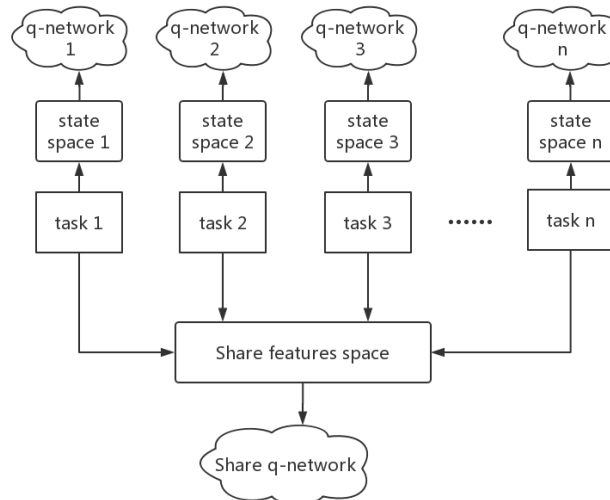 q-network
1
q-network
2
q-network
3
q-network
n
state
space 1
state
space 2
state
space 3
state
space n
task 1
task 2
task 3
......
task n
Share features space
Share q-network